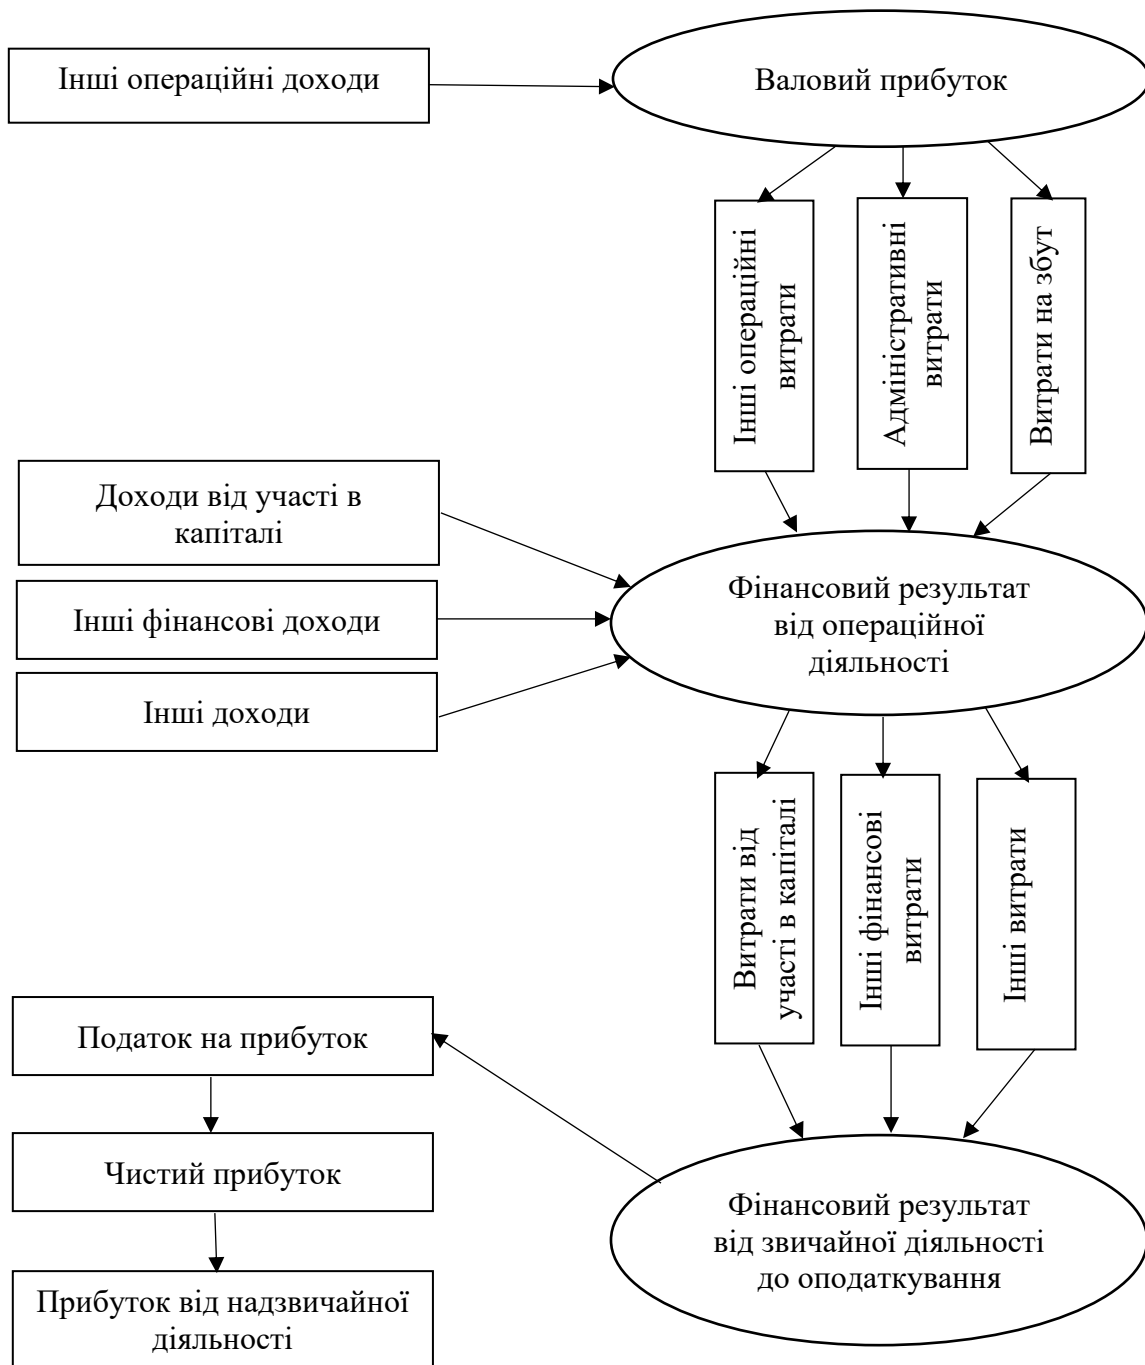 Інші операційні доходи
Валовий прибуток
Інші операційні
витрати
Адміністративні
витрати
Витрати на збут
Доходи від участі в
капіталі
Інші фінансові доходи
Інші доходи
Фінансовий результат
від операційної
діяльності
Витрати від
участі в капіталі
Інші фінансові
витрати
Інші витрати
Податок на прибуток
Чистий прибуток
Прибуток від надзвичайної
діяльності
Фінансовий результат
від звичайної діяльності
до оподаткування